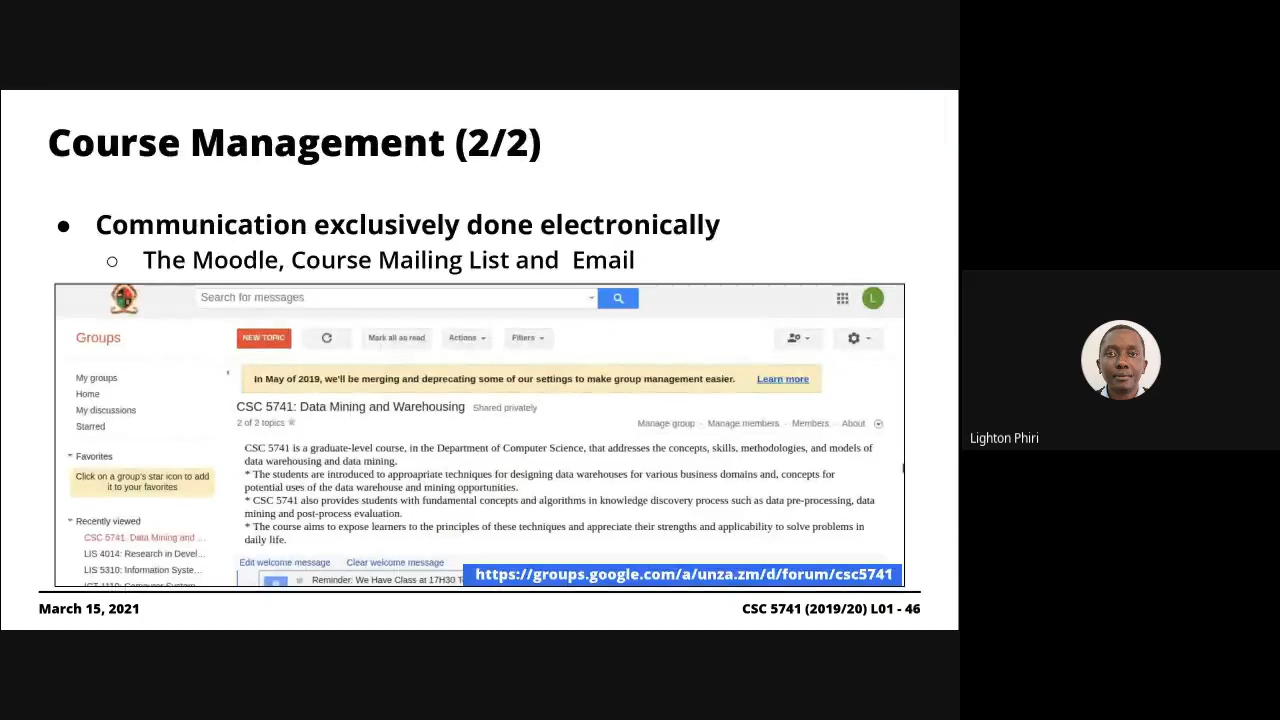 Course Management (2/2)
● Communication exclusively done electronically
○ The Moodle, Course Mailing List and Email
Search for messages
L
Groups
NEW TOPIC
Mark all as read
Actions
Filters
My groups
Home
My discussions
Starred
Favorites
Click on a group's star icon to add
it to your favorites
Recently viewed
CSC 5741: Data Mining and ...
LIS 4014: Research in Devel...
LIS 5310: Information Syste...
ICT 1110: Computer System
In May of 2019, we'll be merging and deprecating some of our settings to make group management easier. Learn more
CSC 5741: Data Mining and Warehousing Shared privately
2 of 2 topics
Manage group · Manage members · Members · About
CSC 5741 is a graduate-level course, in the Department of Computer Science, that addresses the concepts, skills, methodologies, and models of
data warehousing and data mining.
* The students are introduced to approapriate techniques for designing data warehouses for various business domains and, concepts for
potential uses of the data warehouse and mining opportunities.
* CSC 5741 also provides students with fundamental concepts and algorithms in knowledge discovery process such as data pre-processing, data
mining and post-process evaluation.
* The course aims to expose learners to the principles of these techniques and appreciate their strengths and applicability to solve problems in
daily life.
Edit welcome message Clear welcome message
Reminder: We Have Class at 17H30
https://groups.google.com/a/unza.zm/d/forum/csc5741
March 15, 2021
CSC 5741 (2019/20) L01 - 46
Lighton Phiri